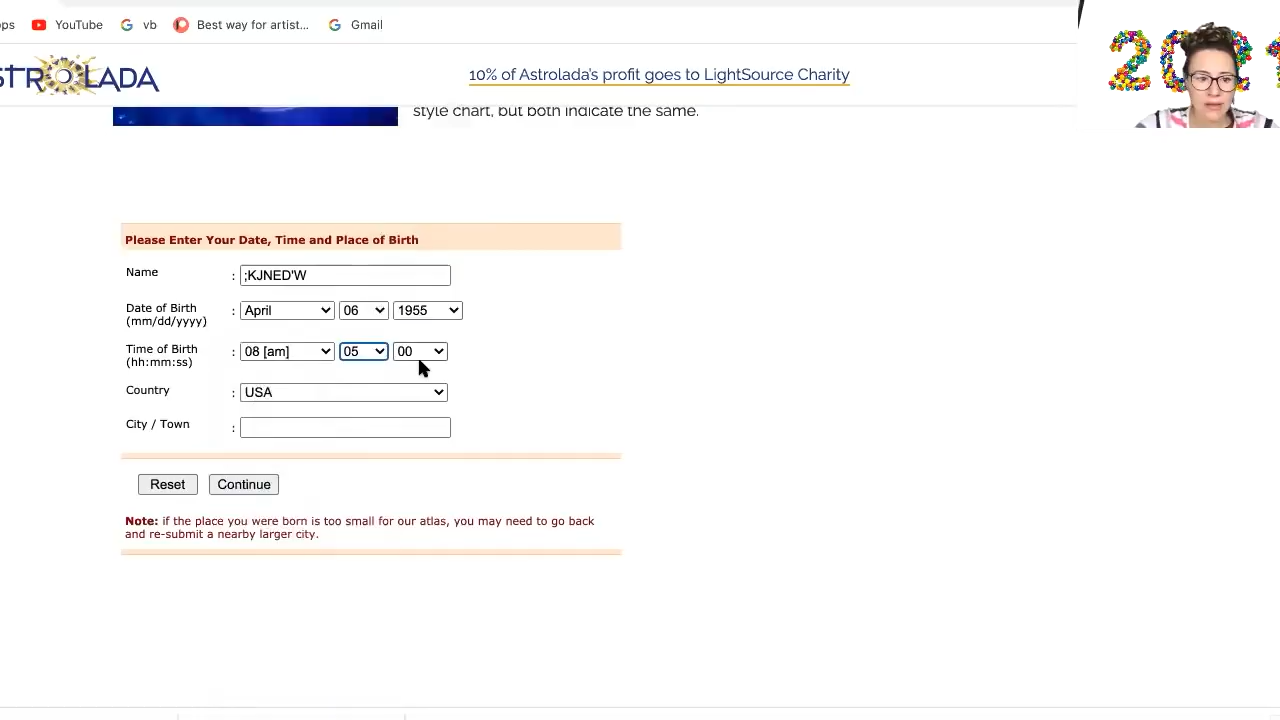 YouTube vb Best way for artist... Gmail
10% of Astrolada's profit goes to LightSource Charity
style chart, but both indicate the same.
Please Enter Your Date, Time and Place of Birth
Name : ;KJNED'W
Date of Birth : April 06 1955
(mm/dd/yyyy)
Time of Birth : 08 [am] 05 00
(hh:mm:ss)
Country : USA
City / Town :
Reset Continue
Note: if the place you were born is too small for our atlas, you may need to go back
and re-submit a nearby larger city.